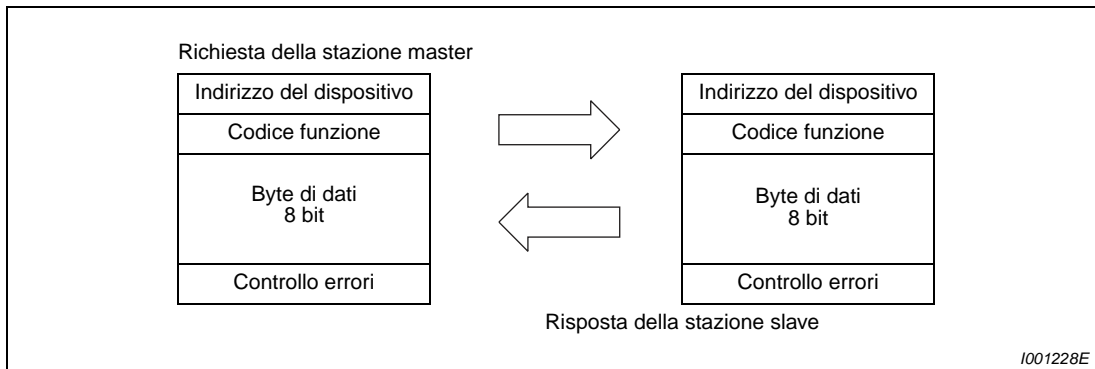 Richiesta della stazione master
Indirizzo del dispositivo
Codice funzione
Byte di dati
8 bit
Controllo errori
Indirizzo del dispositivo
Codice funzione
Byte di dati
8 bit
Controllo errori
Risposta della stazione slave
I001228E